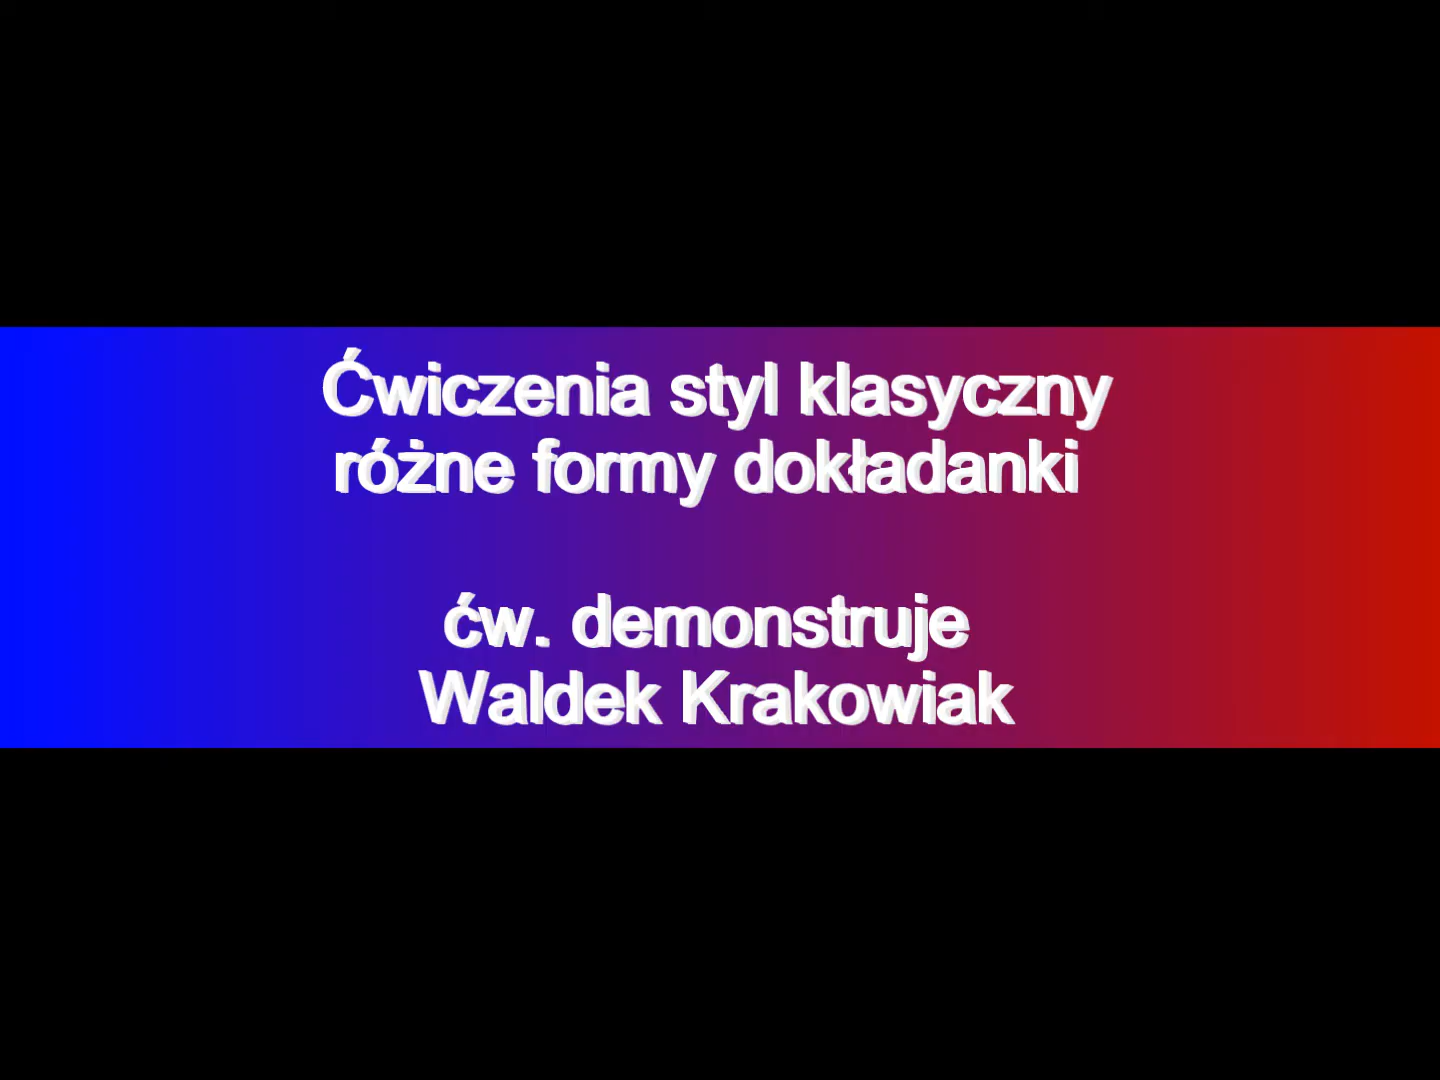 Ćwiczenia styl klasyczny
różne formy dokładanki
ćw. demonstruje
Waldek Krakowiak